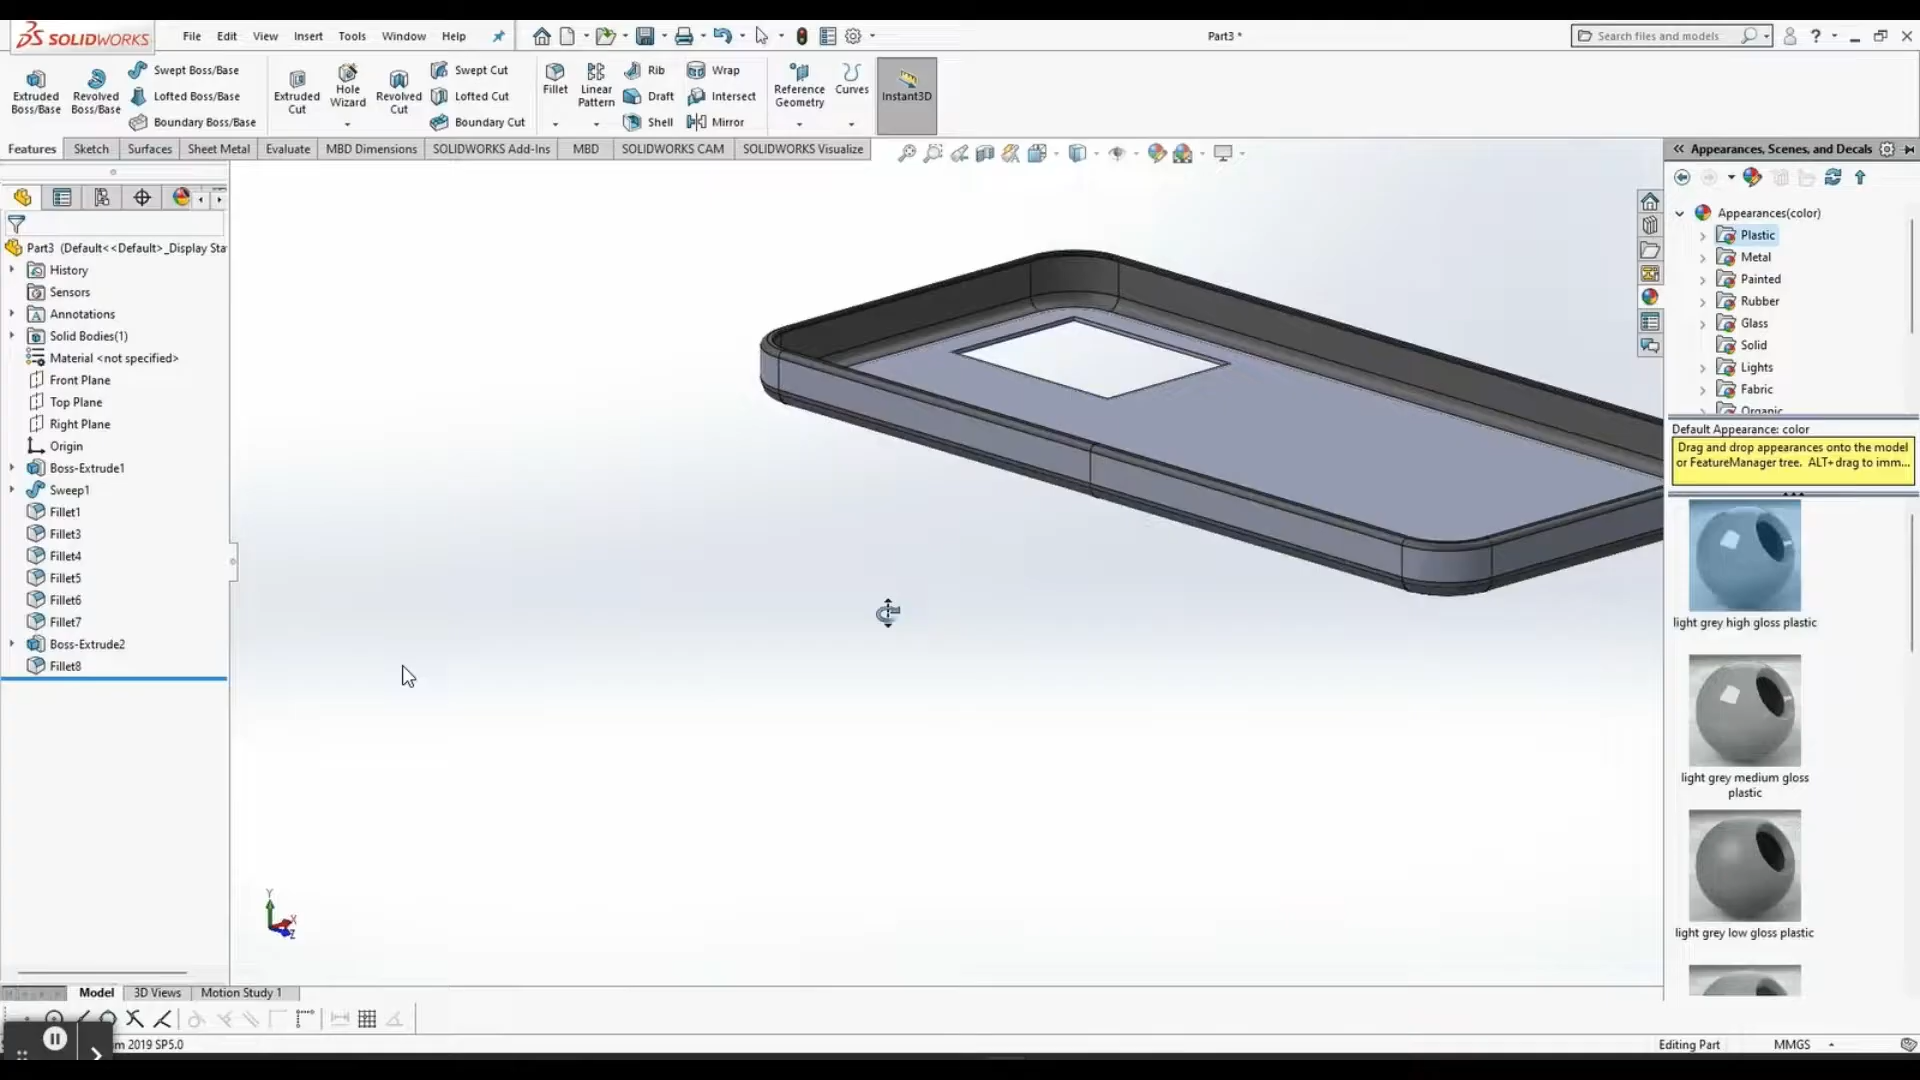 SOLIDWORKS
File Edit View Insert Tools Window Help
Part3 *
Search files and models
Extruded Boss/Base
Revolved Boss/Base
Swept Boss/Base
Lofted Boss/Base
Boundary Boss/Base
Extruded Cut
Hole Wizard
Revolved Cut
Swept Cut
Lofted Cut
Boundary Cut
Fillet
Linear Pattern
Rib
Draft
Shell
Wrap
Intersect
Mirror
Reference Geometry
Curves
Instant3D
Features Sketch Surfaces Sheet Metal Evaluate MBD Dimensions SOLIDWORKS Add-Ins MBD SOLIDWORKS CAM SOLIDWORKS Visualize
Part3 (Default<<Default>_Display Sta
History
Sensors
Annotations
Solid Bodies(1)
Material <not specified>
Front Plane
Top Plane
Right Plane
Origin
Boss-Extrude1
Sweep1
Fillet1
Fillet3
Fillet4
Fillet5
Fillet6
Fillet7
Boss-Extrude2
Fillet8
Y
X
Z
Appearances, Scenes, and Decals
Appearances(color)
Plastic
Metal
Painted
Rubber
Glass
Solid
Lights
Fabric
Organic
Default Appearance: color
Drag and drop appearances onto the model
or FeatureManager tree. ALT+drag to imm...
light grey high gloss plastic
light grey medium gloss
plastic
light grey low gloss plastic
Model 3D Views Motion Study 1
2019 SP5.0
Editing Part
MMGS